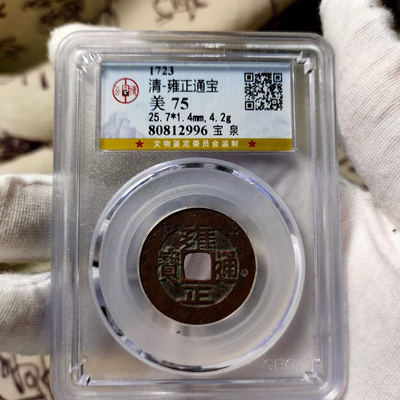 1723
清-雍正通宝
美 75
25.7*1.4mm,4.2g
80812996 宝 泉
★ 文物鉴定委员会监制 ★
雍
寶 通
正